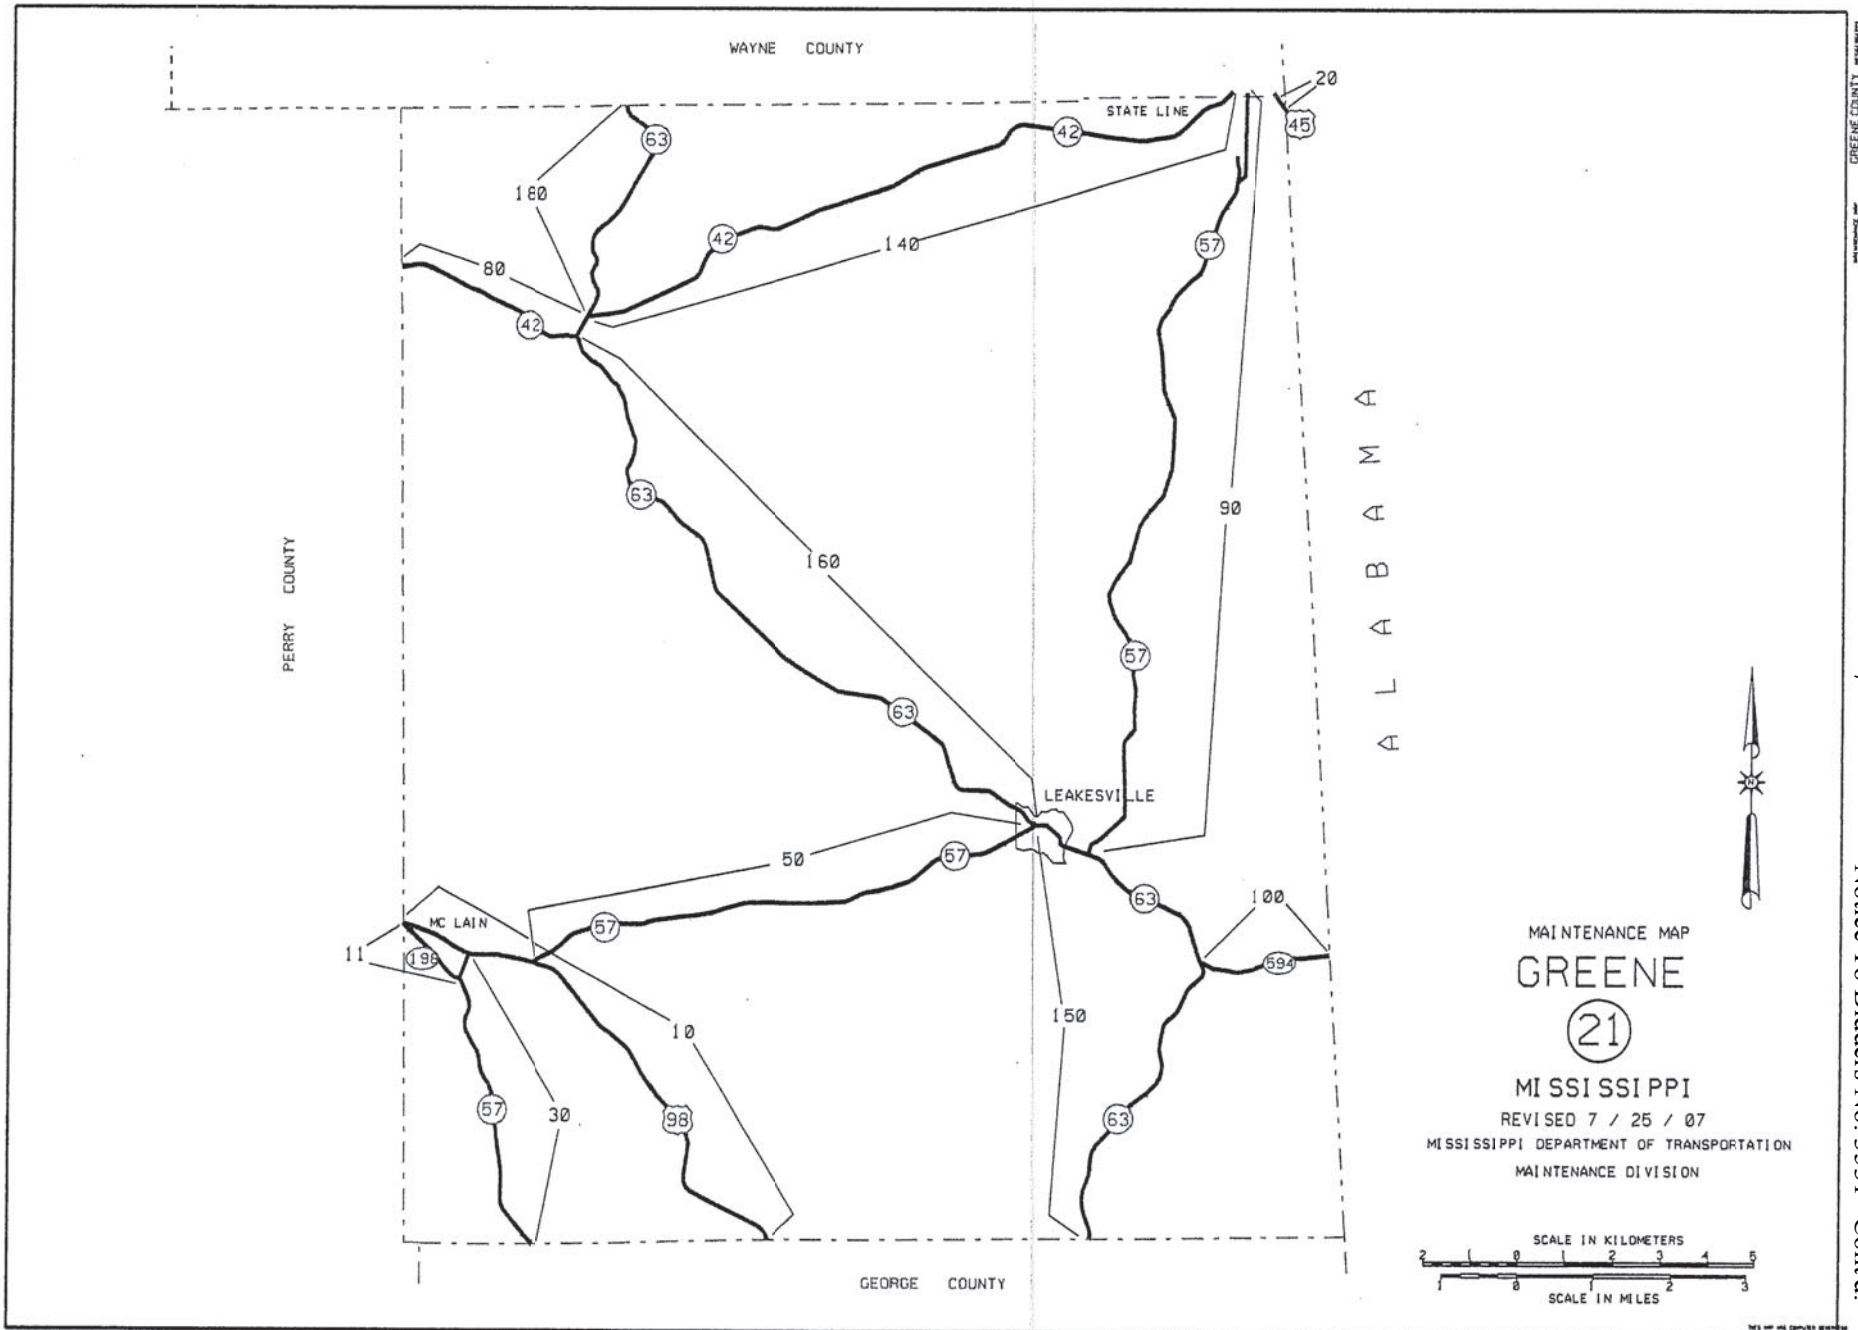 WAYNE COUNTY
20
STATE LINE
45
42
63
180
42
140
57
80
42
63
160
90
PERRY COUNTY
ALABAMA
57
63
LEAKESVILLE
50
57
63
100
MC LAIN
57
11
198
594
10
150
30
57
98
63
GEORGE COUNTY
N
MAINTENANCE MAP
GREENE
21
MISSISSIPPI
REVISED 7 / 25 / 07
MISSISSIPPI DEPARTMENT OF TRANSPORTATION
MAINTENANCE DIVISION
SCALE IN KILOMETERS
2 1 0 1 2 3 4 5
1 0 1 2 3
SCALE IN MILES
GREENE COUNTY